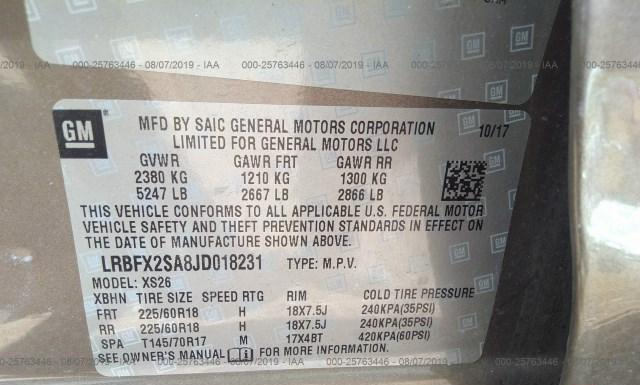 000-25763446 - 08/07/2019 - IAA
GM
MFD BY SAIC GENERAL MOTORS CORPORATION 10/17
LIMITED FOR GENERAL MOTORS LLC
GVWR GAWR FRT GAWR RR
2380 KG 1210 KG 1300 KG
5247 LB 2667 LB 2866 LB
THIS VEHICLE CONFORMS TO ALL APPLICABLE U.S. FEDERAL MOTOR
VEHICLE SAFETY AND THEFT PREVENTION STANDARDS IN EFFECT ON
THE DATE OF MANUFACTURE SHOWN ABOVE.
LRBFX2SA8JD018231 TYPE: M.P.V.
MODEL: XS26
XBHN TIRE SIZE SPEED RTG RIM COLD TIRE PRESSURE
FRT 225/60R18 H 18X7.5J 240KPA(35PSI)
RR 225/60R18 H 18X7.5J 240KPA(35PSI)
SPA T145/70R17 M 17X4BT 420KPA(60PSI)
SEE OWNER'S MANUAL FOR MORE INFORMATION.